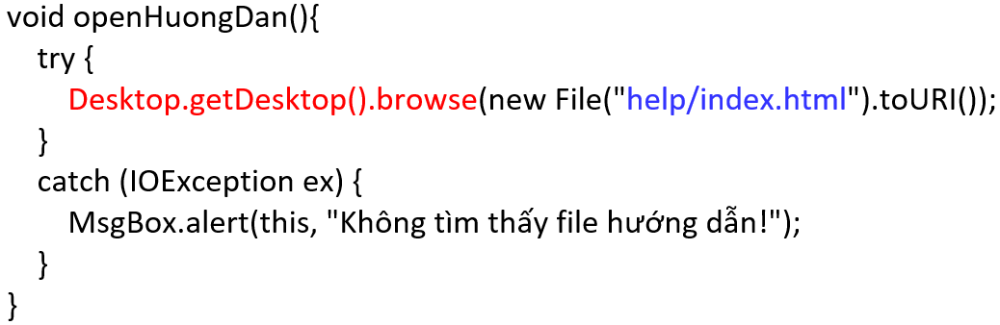 void openHuongDan(){
try {
Desktop.getDesktop().browse(new File("help/index.html").toURI());
}
catch (IOException ex) {
MsgBox.alert(this, "Không tìm thấy file hướng dẫn!");
}
}